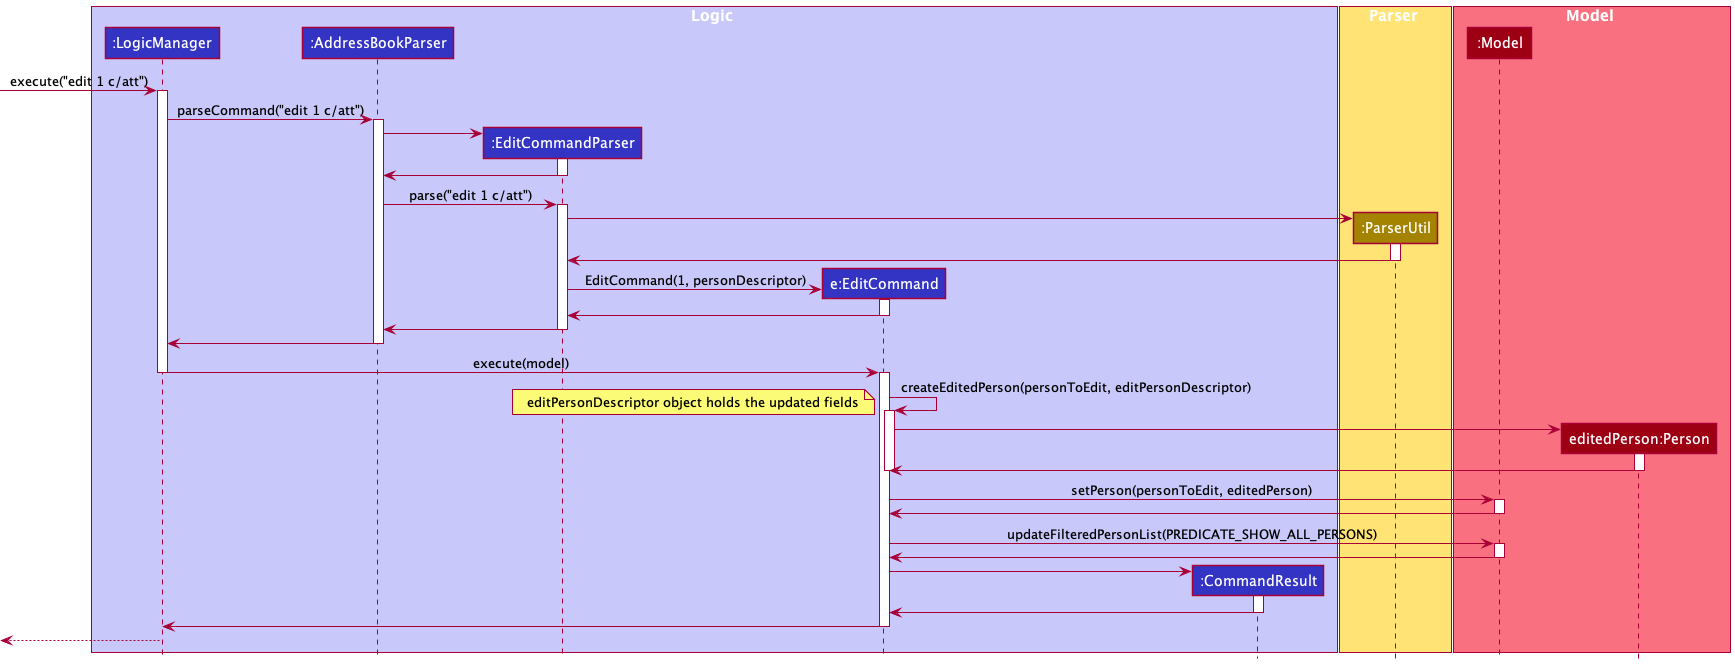 Logic
Parser
Model
:LogicManager
:AddressBookParser
:Model
execute("edit 1 c/att")
parseCommand("edit 1 c/att")
:EditCommandParser
parse("edit 1 c/att")
:ParserUtil
EditCommand(1, personDescriptor)
e:EditCommand
execute(model)
createEditedPerson(personToEdit, editPersonDescriptor)
editPersonDescriptor object holds the updated fields
editedPerson:Person
setPerson(personToEdit, editedPerson)
updateFilteredPersonList(PREDICATE_SHOW_ALL_PERSONS)
:CommandResult